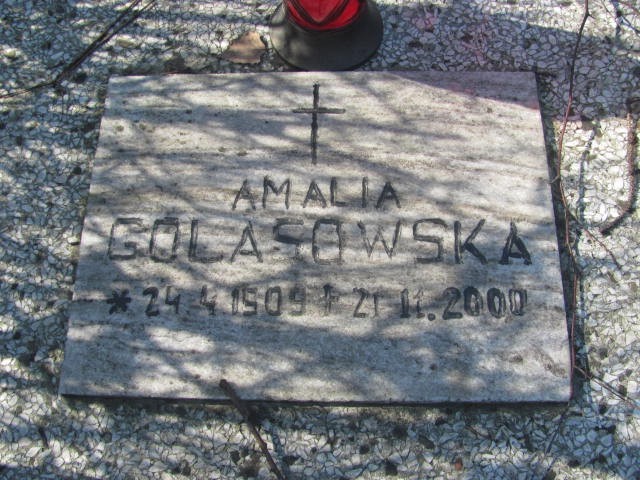 AMALIA
GOLASOWSKA
* 24.4 1909 † 21 11.2000